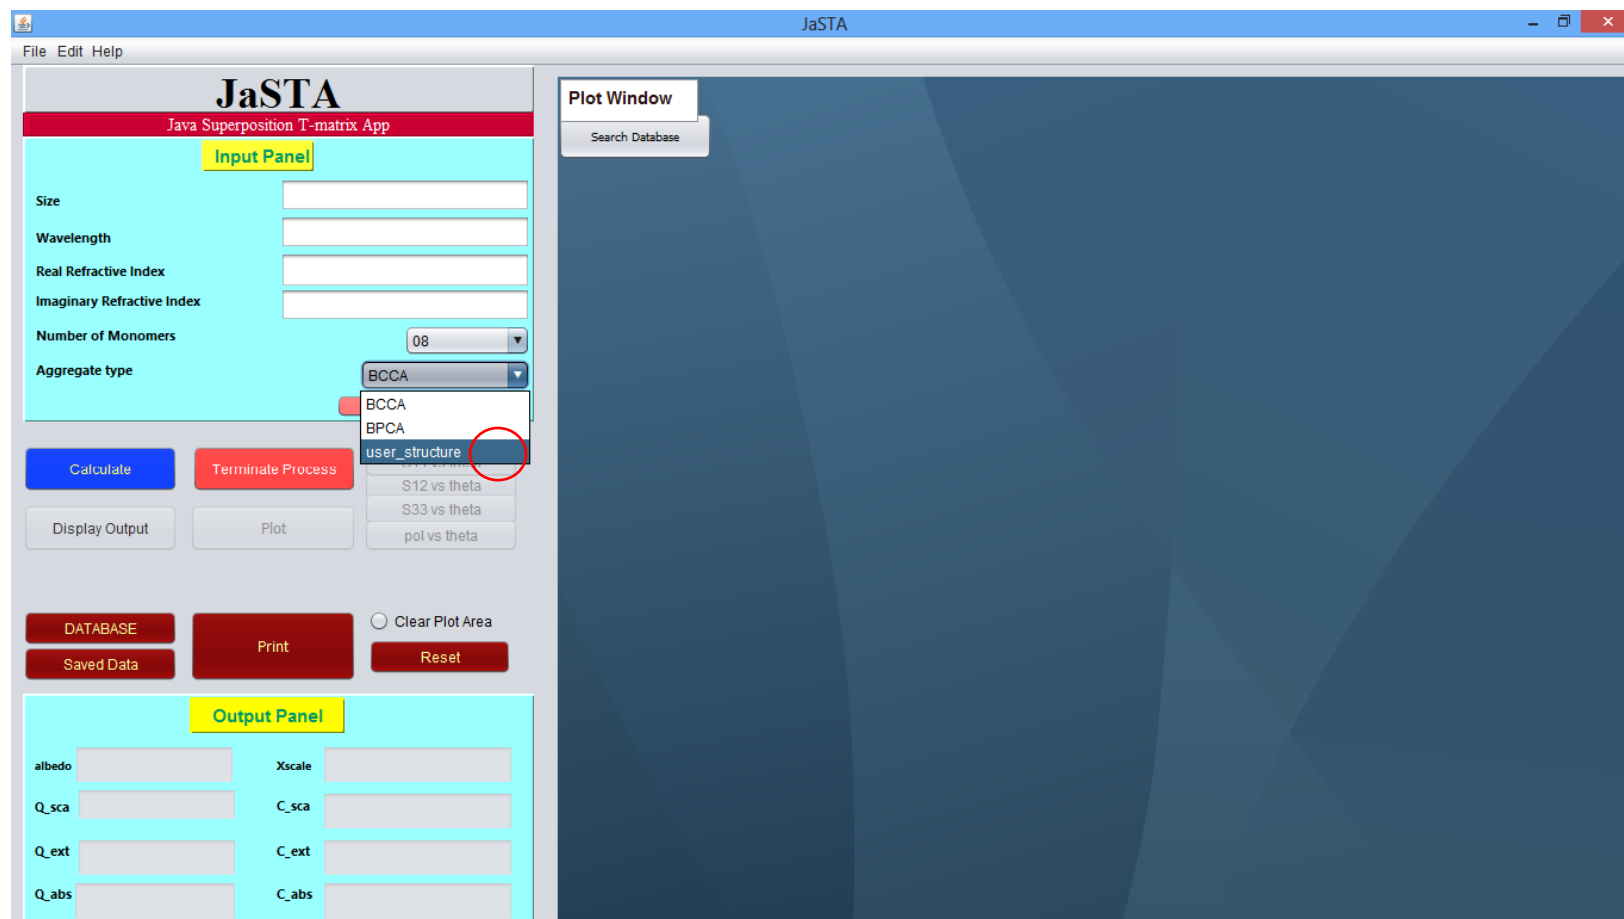 JaSTA
File Edit Help
JaSTA
Java Superposition T-matrix App
Input Panel
Size
Wavelength
Real Refractive Index
Imaginary Refractive Index
Number of Monomers
08
Aggregate type
BCCA
BCCA
BPCA
user_structure
Calculate
Terminate Process
S12 vs theta
S33 vs theta
Display Output
Plot
pol vs theta
DATABASE
Saved Data
Print
Clear Plot Area
Reset
Output Panel
albedo
Xscale
Q_sca
C_sca
Q_ext
C_ext
Q_abs
C_abs
Plot Window
Search Database